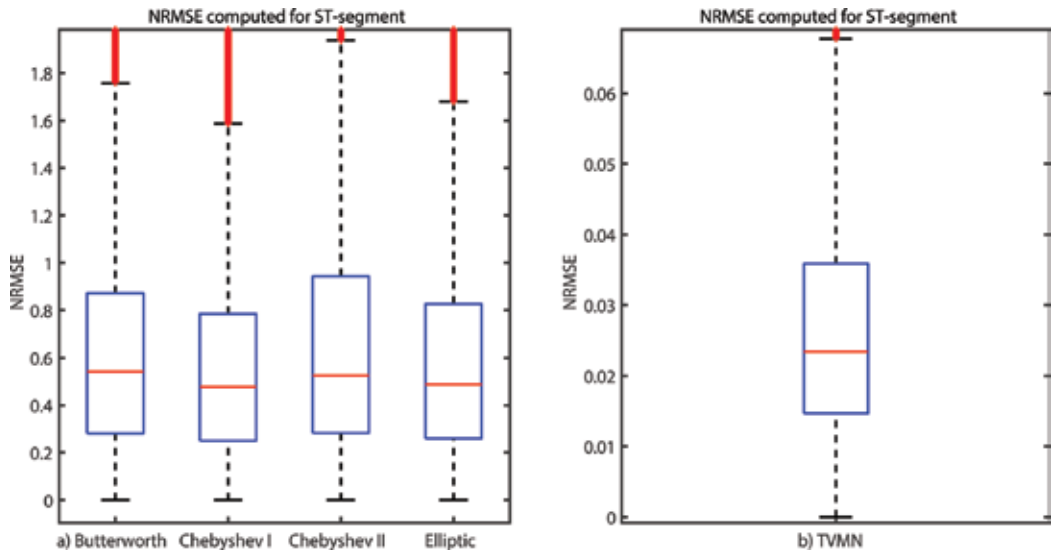 NRMSE computed for ST-segment
NRMSE
1.8
1.6
1.4
1.2
1
0.8
0.6
0.4
0.2
0
a) Butterworth Chebyshev I Chebyshev II Elliptic
NRMSE computed for ST-segment
NRMSE
0.06
0.05
0.04
0.03
0.02
0.01
0
b) TVMN